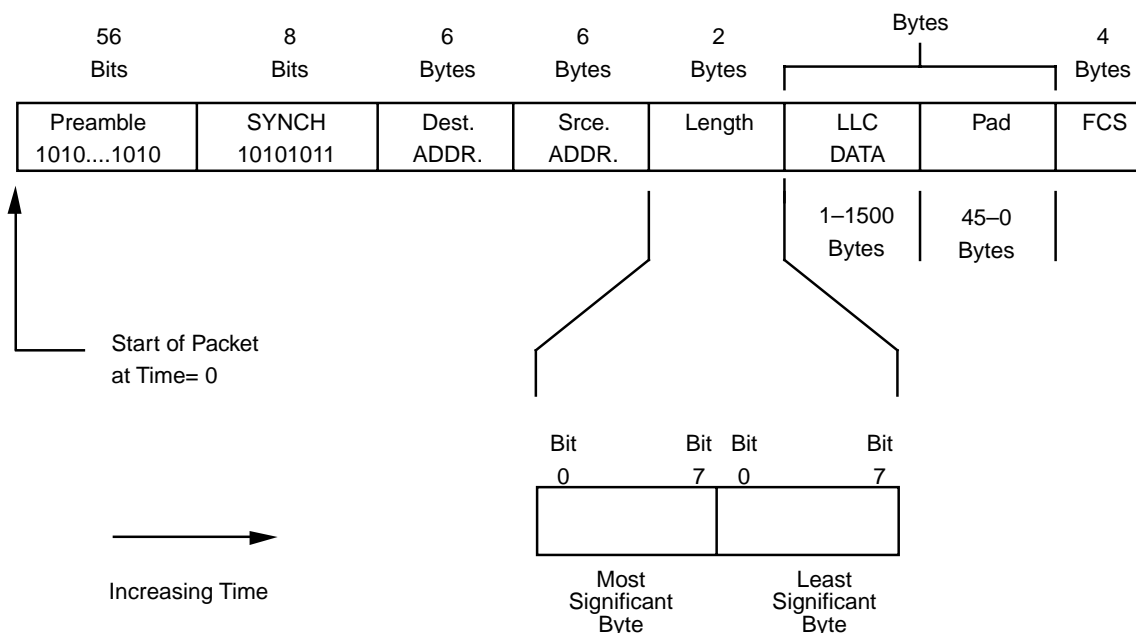 Bytes
56
Bits
8
Bits
6
Bytes
6
Bytes
2
Bytes
4
Bytes
Preamble
1010....1010
SYNCH
10101011
Dest.
ADDR.
Srce.
ADDR.
Length
LLC
DATA
Pad
FCS
1–1500
Bytes
45–0
Bytes
Start of Packet
at Time= 0
Bit
0
Bit
7
Bit
0
Bit
7
Increasing Time
Most
Significant
Byte
Least
Significant
Byte